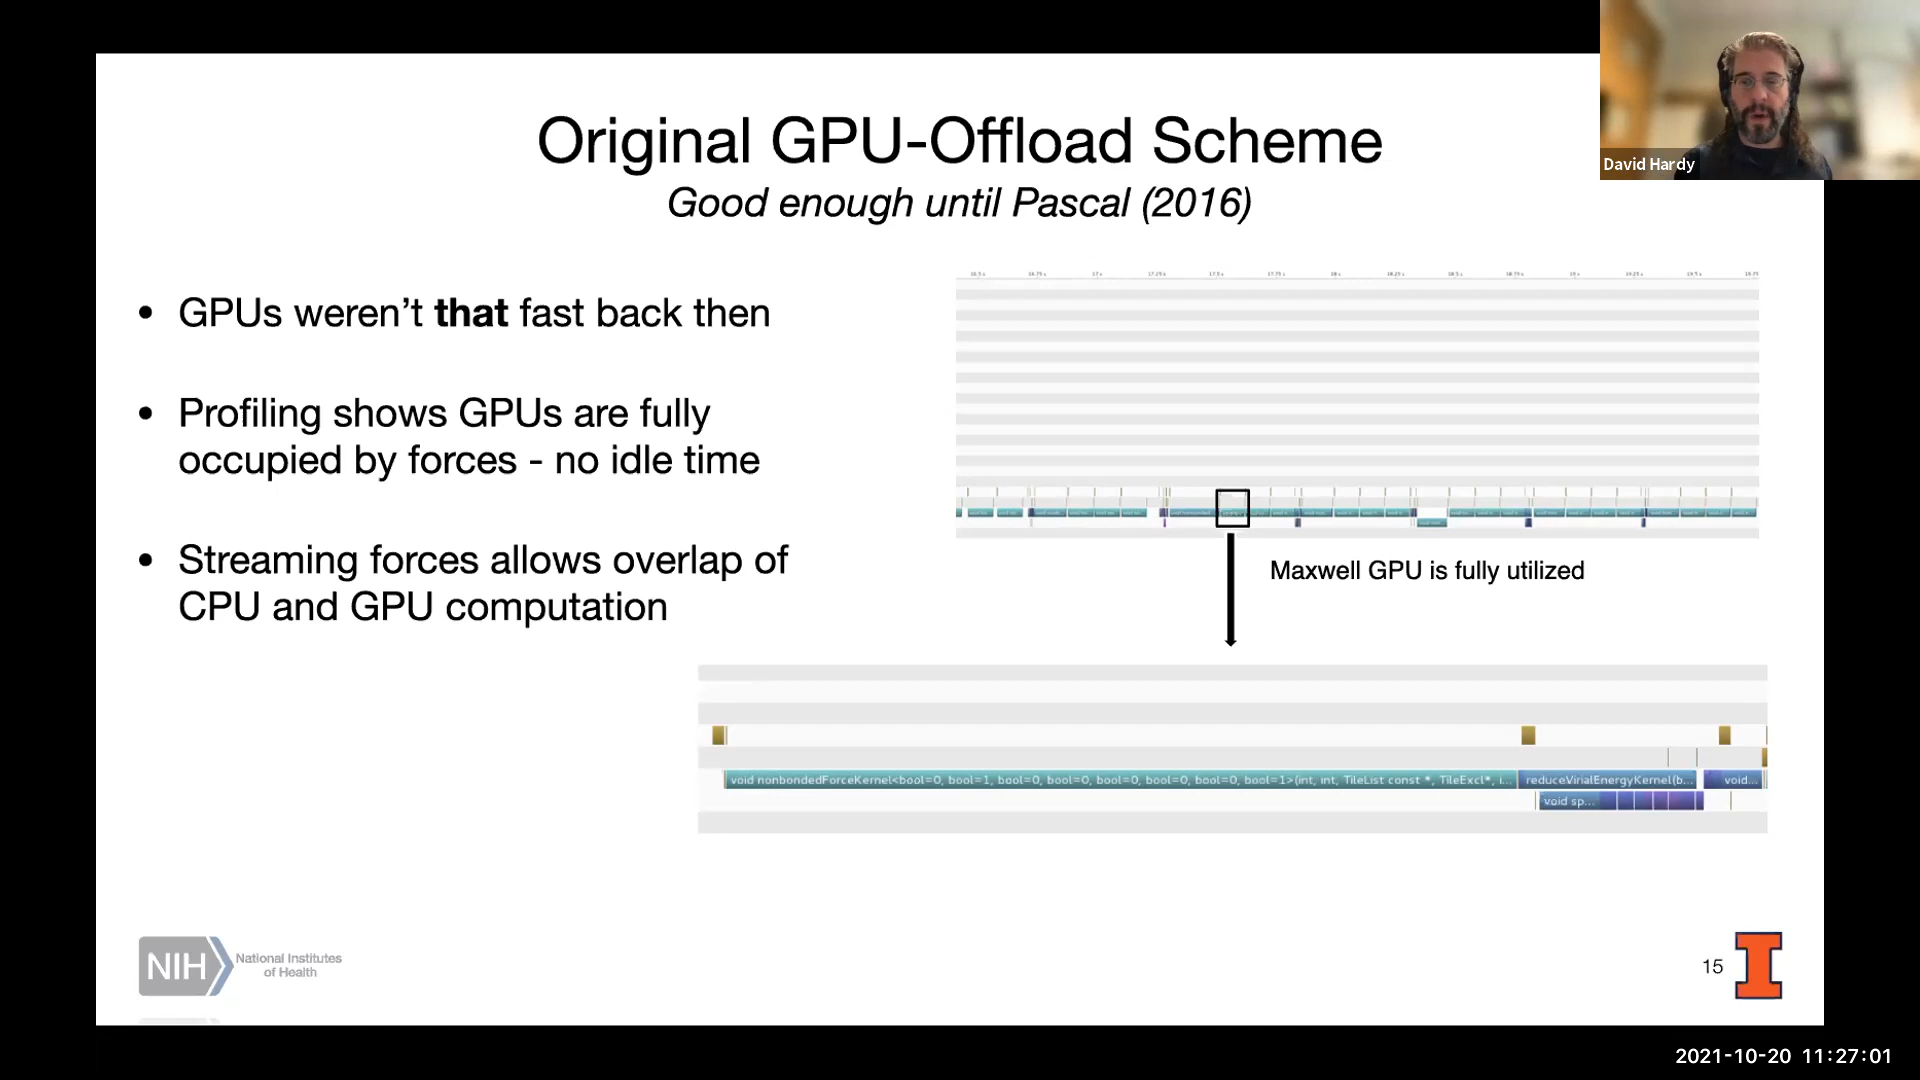 David Hardy
Original GPU-Offload Scheme
Good enough until Pascal (2016)
• GPUs weren’t that fast back then
• Profiling shows GPUs are fully
occupied by forces - no idle time
• Streaming forces allows overlap of
CPU and GPU computation
Maxwell GPU is fully utilized
void nonbondedForceKernel<bool=0, bool=1, bool=0, bool=0, bool=0, bool=0, bool=0, bool=1>(int, int, TileList const *, TileExcl*, i...
reduceVirialEnergyKernel(b...
void...
void sp...
NIH
National Institutes
of Health
15
2021-10-20 11:27:01